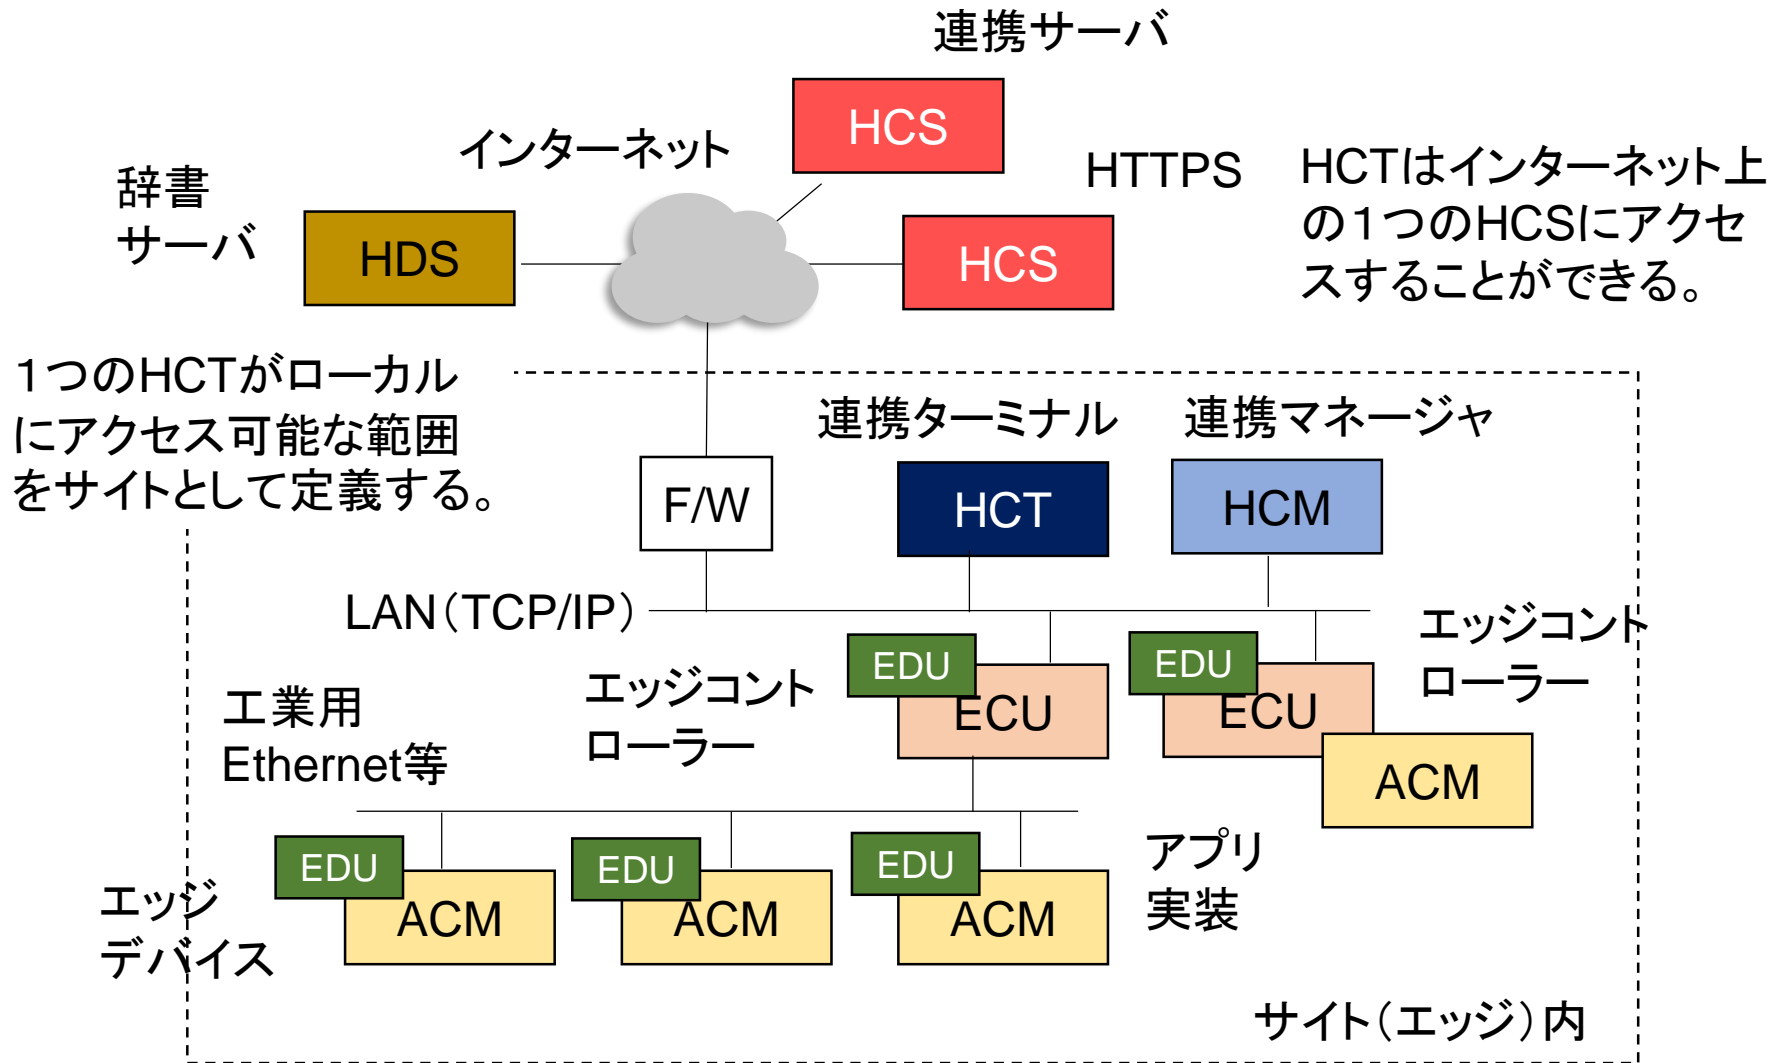 連携サーバ
HCS
インターネット
HTTPS
HCTはインターネット上
の１つのHCSにアクセ
スすることができる。
辞書
サーバ
HDS
HCS
１つのHCTがローカル
にアクセス可能な範囲
をサイトとして定義する。
連携ターミナル
連携マネージャ
F/W
HCT
HCM
LAN（TCP/IP）
エッジコント
ローラー
EDU
ECU
EDU
ECU
ACM
エッジコント
ローラー
工業用
Ethernet等
EDU
ACM
EDU
ACM
EDU
ACM
アプリ
実装
エッジ
デバイス
サイト（エッジ）内